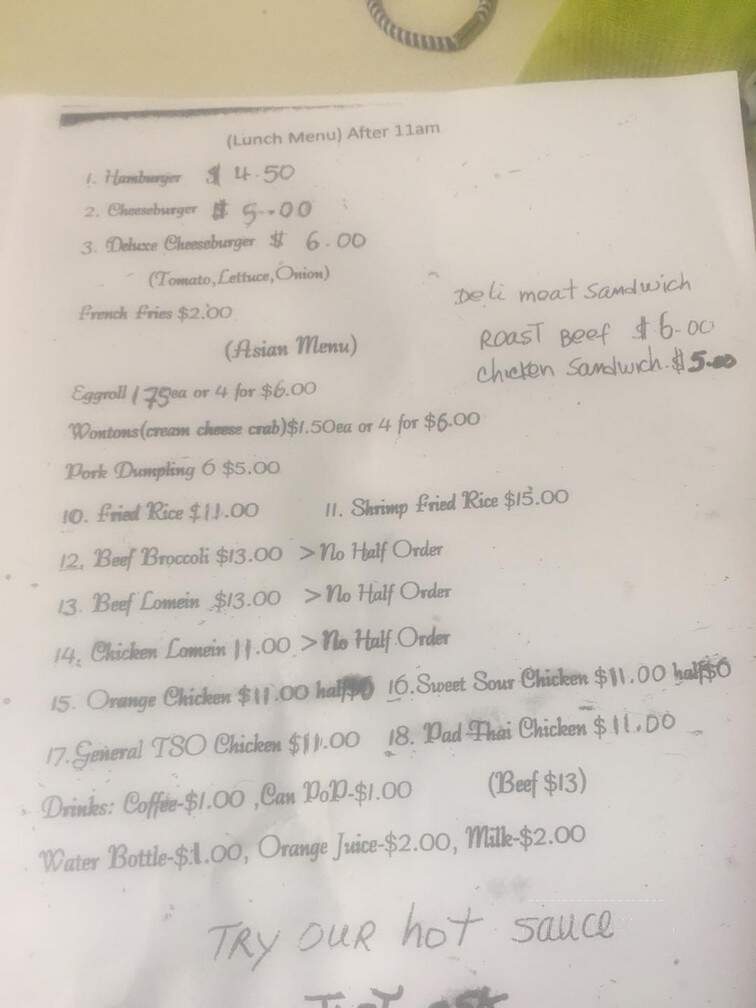 (Lunch Menu) After 11am
1. Hamburger $ 4.50
2. Cheeseburger $ 5.00
3. Deluxe Cheeseburger $ 6.00
(Tomato, Lettuce, Onion)
French Fries $2.00
Deli meat sandwich
ROAST BEEF $6.00
chicken sandwich.$5.00
(Asian Menu)
Eggroll 1.75ea or 4 for $6.00
Wontons(cream cheese crab)$1.50ea or 4 for $6.00
Pork Dumpling 6 $5.00
10. Fried Rice $11.00 11. Shrimp Fried Rice $15.00
12. Beef Broccoli $13.00 >No Half Order
13. Beef Lomein $13.00 >No Half Order
14. Chicken Lomein 11.00 >No Half Order
15. Orange Chicken $11.00 half 16.Sweet Sour Chicken $11.00 half$6
17.General TSO Chicken $11.00 18. Pad Thai Chicken $11.00
Drinks: Coffee-$1.00 ,Can PoP-$1.00 (Beef $13)
Water Bottle-$1.00, Orange Juice-$2.00, Milk-$2.00
TRY OUR hot sauce